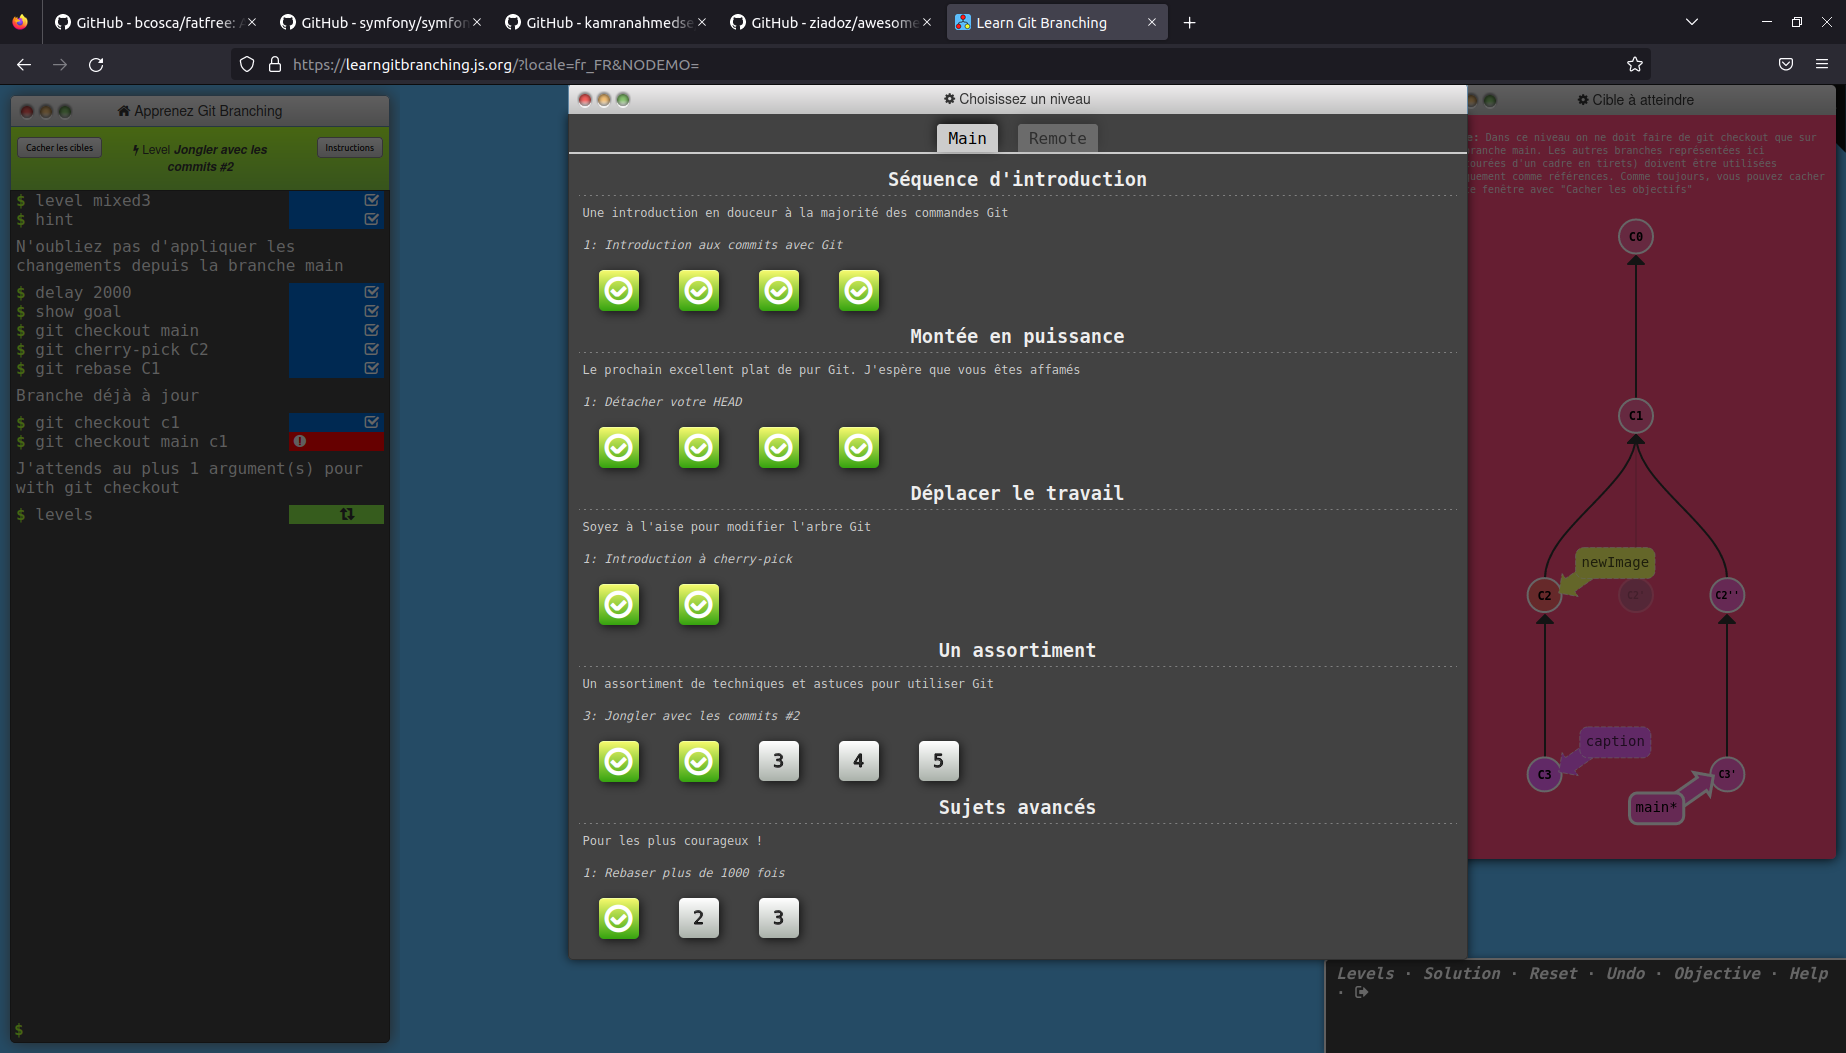 GitHub - bcosca/fatfree: A
GitHub - symfony/symfon
GitHub - kamranahmedse
GitHub - ziadoz/awesome
Learn Git Branching
https://learngitbranching.js.org/?locale=fr_FR&NODEMO=
Apprenez Git Branching
Cacher les cibles
Level Jongler avec les
commits #2
Instructions
$ level mixed3
$ hint
N'oubliez pas d'appliquer les
changements depuis la branche main
$ delay 2000
$ show goal
$ git checkout main
$ git cherry-pick C2
$ git rebase C1
Branche déjà à jour
$ git checkout c1
$ git checkout main c1
J'attends au plus 1 argument(s) pour
with git checkout
$ levels
$
Choisissez un niveau
Main
Remote
Séquence d'introduction
Une introduction en douceur à la majorité des commandes Git
1: Introduction aux commits avec Git
Montée en puissance
Le prochain excellent plat de pur Git. J'espère que vous êtes affamés
1: Détacher votre HEAD
Déplacer le travail
Soyez à l'aise pour modifier l'arbre Git
1: Introduction à cherry-pick
Un assortiment
Un assortiment de techniques et astuces pour utiliser Git
3: Jongler avec les commits #2
3 4 5
Sujets avancés
Pour les plus courageux !
1: Rebaser plus de 1000 fois
2 3
Cible à atteindre
e: Dans ce niveau on ne doit faire de git checkout que sur
ranche main. Les autres branches représentées ici
ourées d'un cadre en tirets) doivent être utilisées
quement comme références. Comme toujours, vous pouvez cacher
e fenêtre avec "Cacher les objectifs"
C0
C1
newImage
C2
C2'
C2''
caption
C3
C3'
main*
Levels · Solution · Reset · Undo · Objective · Help
·